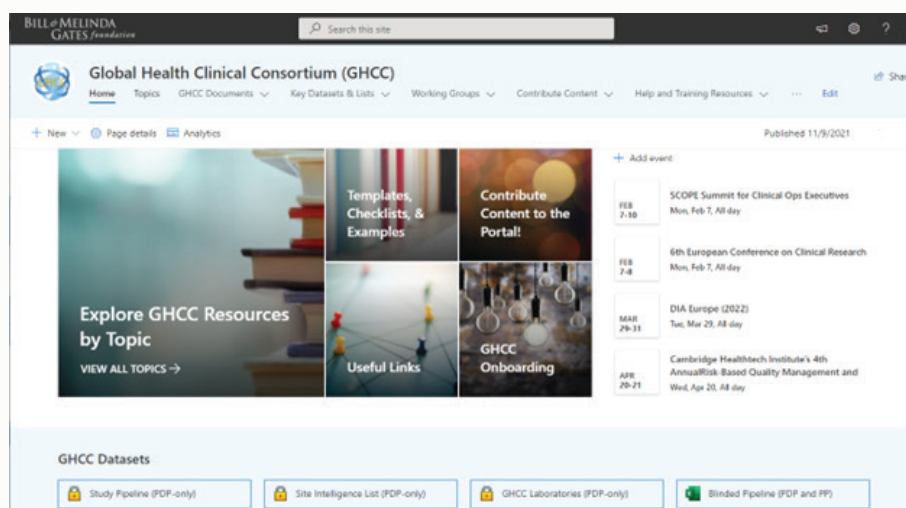 BILL & MELINDA
GATES foundation
Search this site
?
Global Health Clinical Consortium (GHCC)
Home Topics GHCC Documents Key Datasets & Lists Working Groups Contribute Content Help and Training Resources ... Edit
Shar
+ New Page details Analytics
Published 11/9/2021
Explore GHCC Resources
by Topic
VIEW ALL TOPICS →
Templates,
Checklists, &
Examples
Contribute
Content to the
Portal!
Useful Links
GHCC
Onboarding
+ Add event
FEB
7-10
SCOPE Summit for Clinical Ops Executives
Mon, Feb 7, All day
FEB
7-8
6th European Conference on Clinical Research
Mon, Feb 7, All day
MAR
29-31
DIA Europe (2022)
Tue, Mar 29, All day
APR
20-21
Cambridge Healthtech Institute's 4th
AnnualRisk-Based Quality Management and
Wed, Apr 20, All day
GHCC Datasets
Study Pipeline (PDP-only)
Site Intelligence List (PDP-only)
GHCC Laboratories (PDP-only)
Blinded Pipeline (PDP and PP)